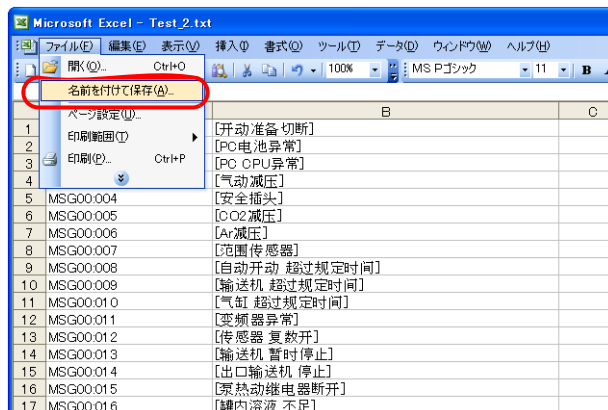 Microsoft Excel - Test_2.txt
ファイル(F) 編集(E) 表示(V) 挿入(I) 書式(O) ツール(T) データ(D) ウィンドウ(W) ヘルプ(H)
開く(O)... Ctrl+O
100% MS Pゴシック 11 B
名前を付けて保存(A)...
ページ設定(U)...
印刷範囲(T)
印刷(P)... Ctrl+P
B C
1 [开动准备切断]
2 [PC电池异常]
3 [PC CPU异常]
4 [气动减压]
5 MSG00:004 [安全插头]
6 MSG00:005 [CO2减压]
7 MSG00:006 [Ar减压]
8 MSG00:007 [范围传感器]
9 MSG00:008 [自动开动 超过规定时间]
10 MSG00:009 [输送机 超过规定时间]
11 MSG00:010 [气缸 超过规定时间]
12 MSG00:011 [变频器异常]
13 MSG00:012 [传感器 复数开]
14 MSG00:013 [输送机 暂时停止]
15 MSG00:014 [出口输送机 停止]
16 MSG00:015 [泵热动继电器断开]
17 MSG00:016 [罐内溶液 不足]